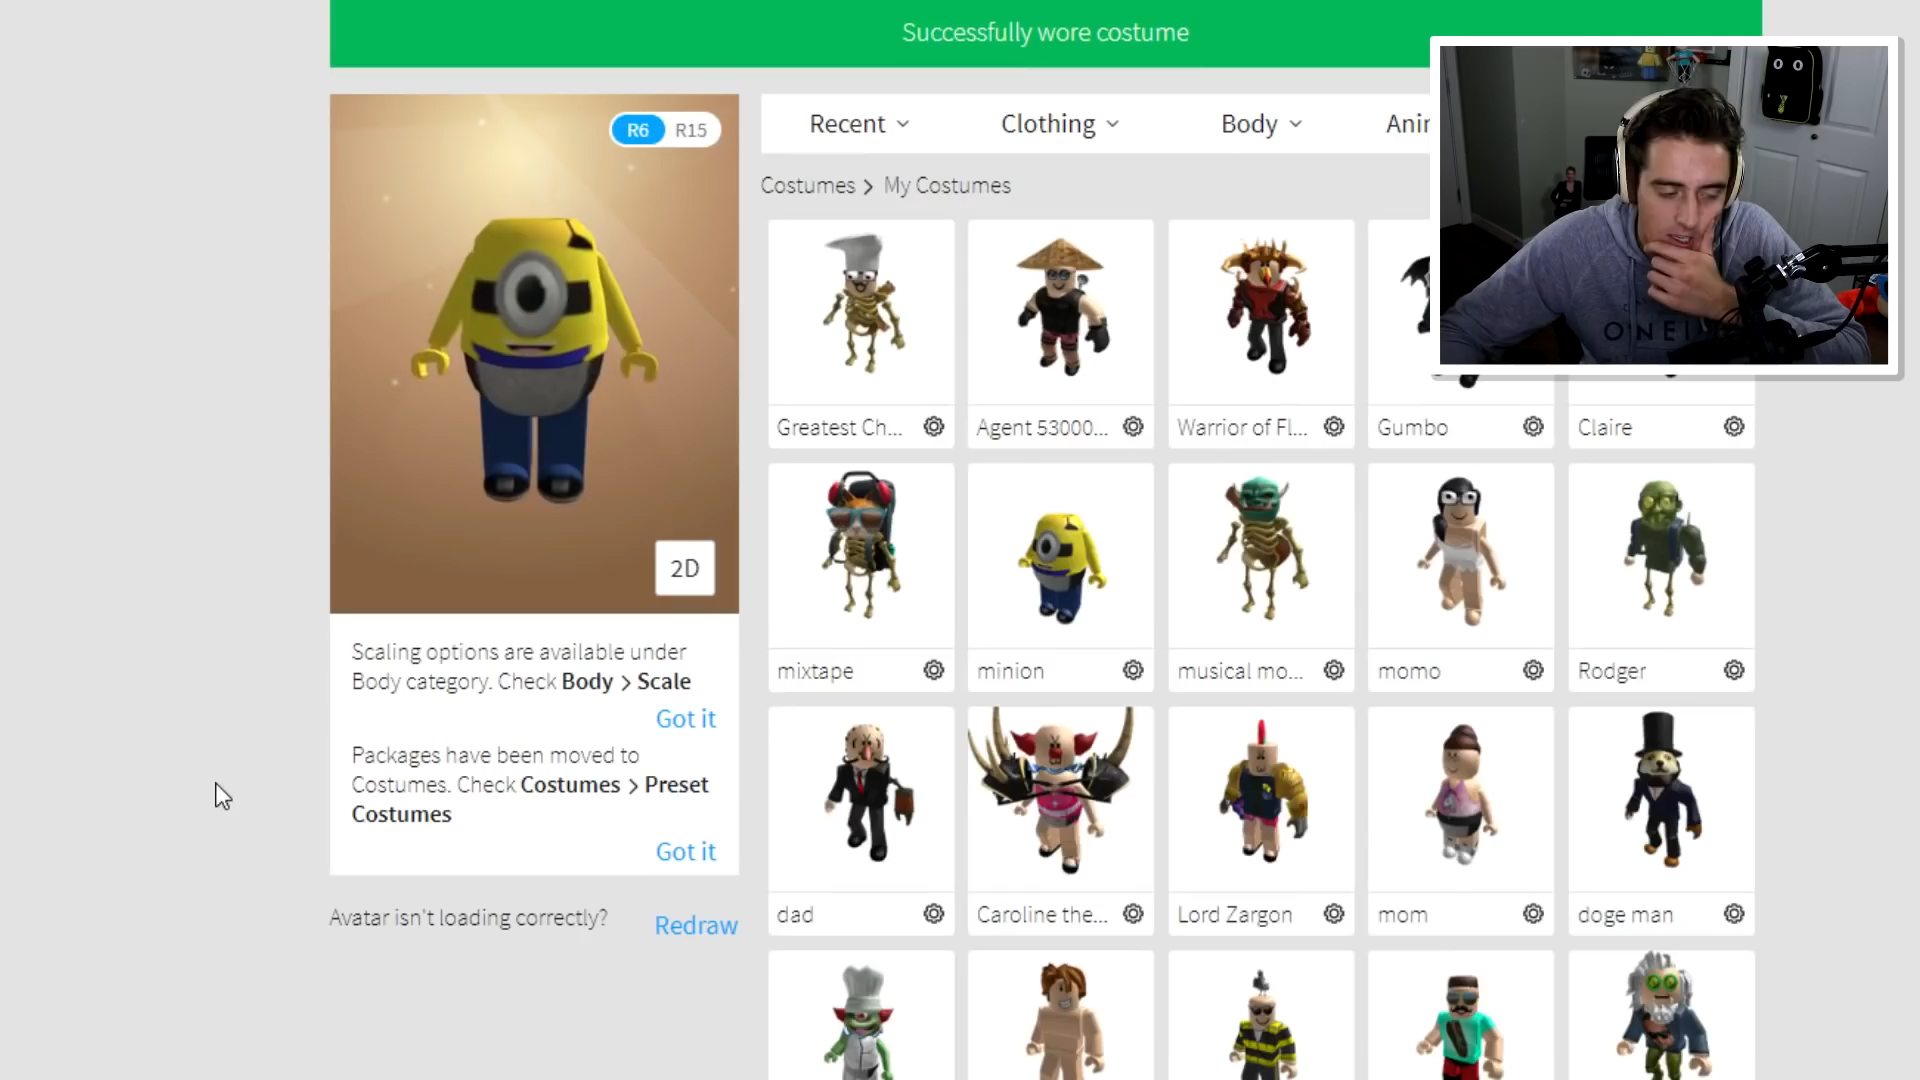 Successfully wore costume
R6 R15
Recent
Clothing
Body
Costumes > My Costumes
Greatest Ch...
Agent 53000...
Warrior of Fl...
Gumbo
Claire
2D
mixtape
minion
musical mo...
momo
Rodger
Scaling options are available under
Body category. Check Body > Scale
Got it
Packages have been moved to
Costumes. Check Costumes > Preset
Costumes
Got it
dad
Caroline the...
Lord Zargon
mom
doge man
Avatar isn't loading correctly?
Redraw